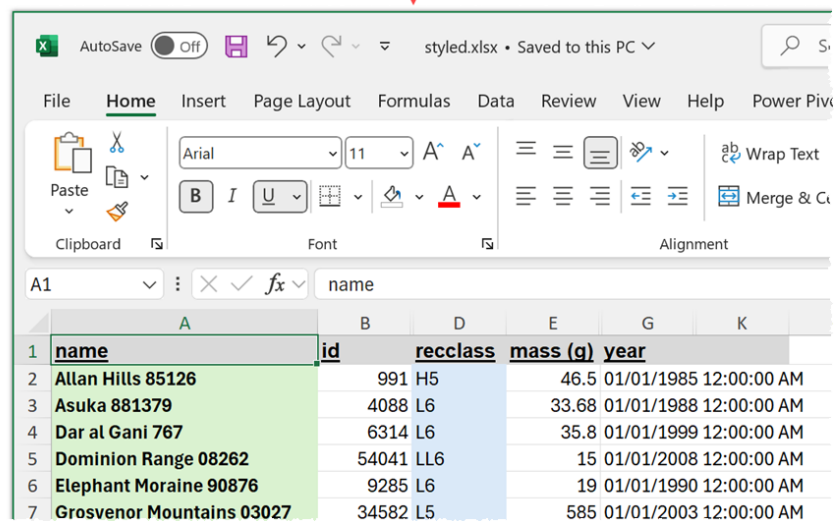 AutoSave Off styled.xlsx • Saved to this PC
File Home Insert Page Layout Formulas Data Review View Help Power
Arial 11
ab Wrap Text
Paste B I U A Merge &
Clipboard Font Alignment
A1 fx name
A B D E G K
1 name id recclass mass (g) year
2 Allan Hills 85126 991 H5 46.5 01/01/1985 12:00:00 AM
3 Asuka 881379 4088 L6 33.68 01/01/1988 12:00:00 AM
4 Dar al Gani 767 6314 L6 35.8 01/01/1999 12:00:00 AM
5 Dominion Range 08262 54041 LL6 15 01/01/2008 12:00:00 AM
6 Elephant Moraine 90876 9285 L6 19 01/01/1990 12:00:00 AM
7 Grosvenor Mountains 03027 34582 L5 585 01/01/2003 12:00:00 AM